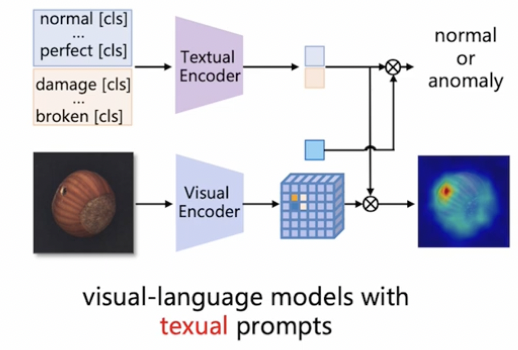 normal [cls]
...
perfect [cls]
damage [cls]
...
broken [cls]
Textual
Encoder
normal
or
anomaly
Visual
Encoder
visual-language models with
texual prompts